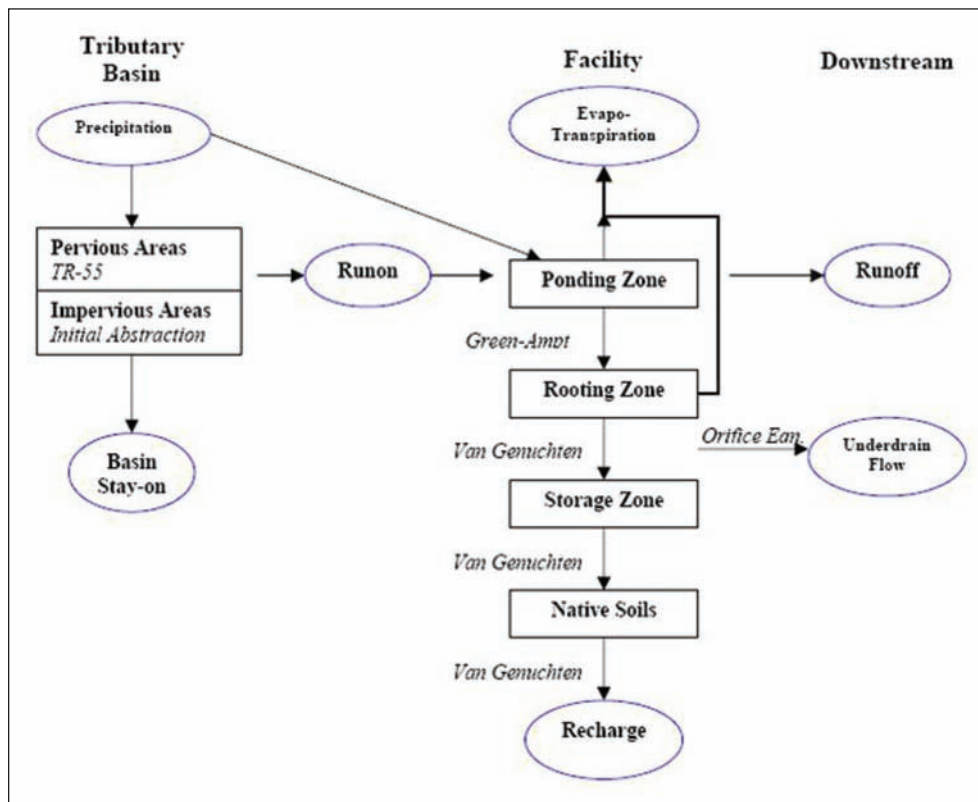 Tributary
Basin
Facility
Downstream
Precipitation
Evapo-
Transpiration
Pervious Areas
TR-55
Impervious Areas
Initial Abstraction
Runon
Ponding Zone
Runoff
Green-Ampt
Rooting Zone
Orifice Eqn.
Van Genuchten
Underdrain
Flow
Basin
Stay-on
Storage Zone
Van Genuchten
Native Soils
Van Genuchten
Recharge